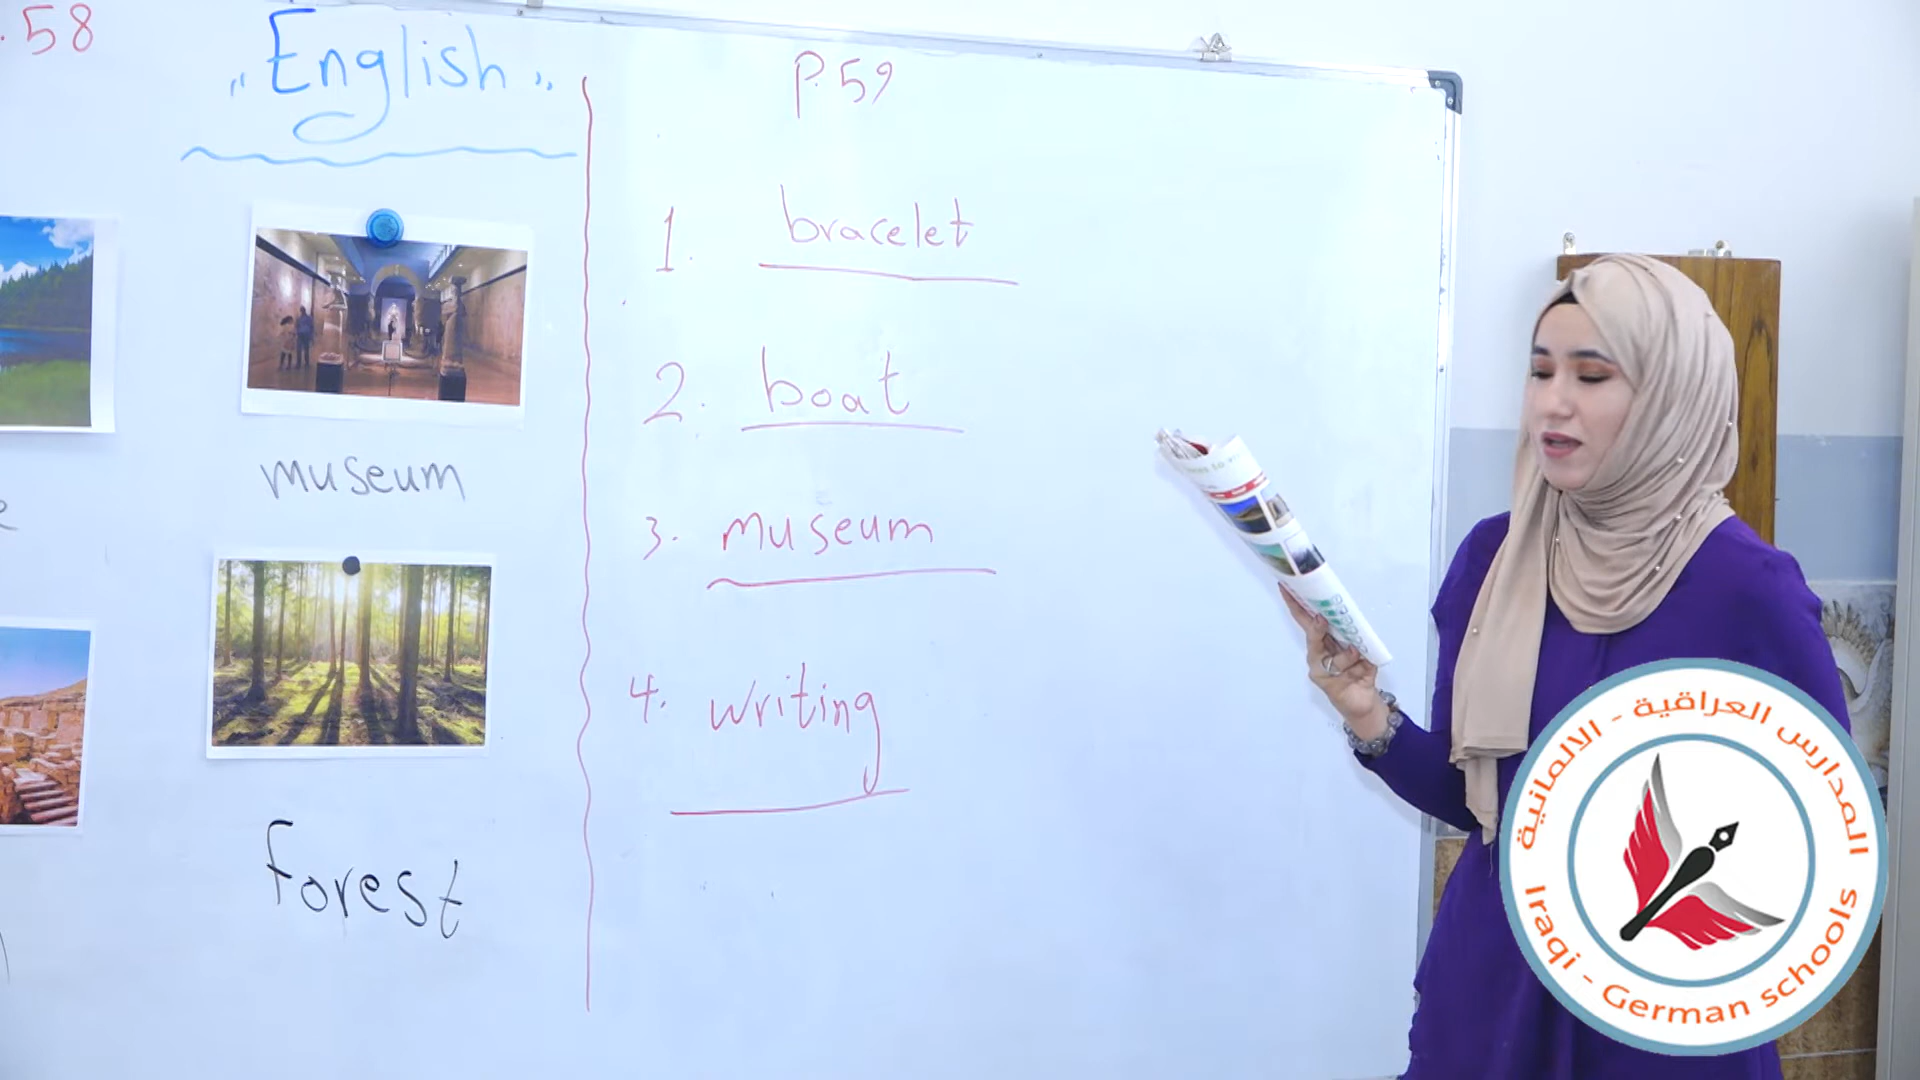 .58
"English"
museum
forest
P.59
1. bracelet
2. boat
3. museum
4. writing
المدارس العراقية - الالمانية
Iraqi - German schools